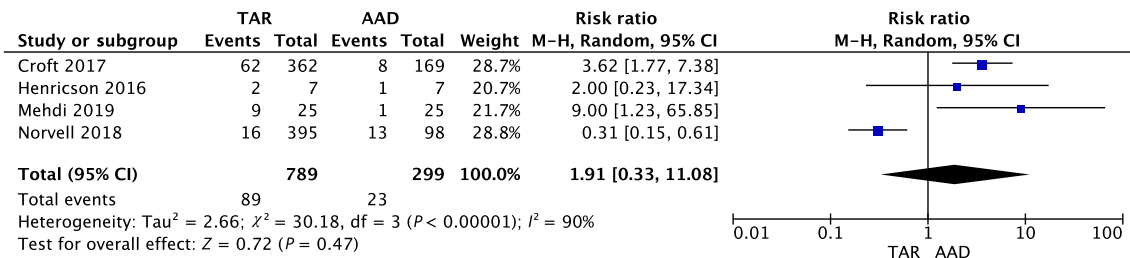 TAR AAD Risk ratio Risk ratio
Study or subgroup Events Total Events Total Weight M–H, Random, 95% CI M–H, Random, 95% CI
Croft 2017 62 362 8 169 28.7% 3.62 [1.77, 7.38]
Henricson 2016 2 7 1 7 20.7% 2.00 [0.23, 17.34]
Mehdi 2019 9 25 1 25 21.7% 9.00 [1.23, 65.85]
Norvell 2018 16 395 13 98 28.8% 0.31 [0.15, 0.61]
Total (95% CI) 789 299 100.0% 1.91 [0.33, 11.08]
Total events 89 23
Heterogeneity: Tau² = 2.66; χ² = 30.18, df = 3 (P < 0.00001); I² = 90%
Test for overall effect: Z = 0.72 (P = 0.47)
0.01 0.1 1 10 100
TAR AAD